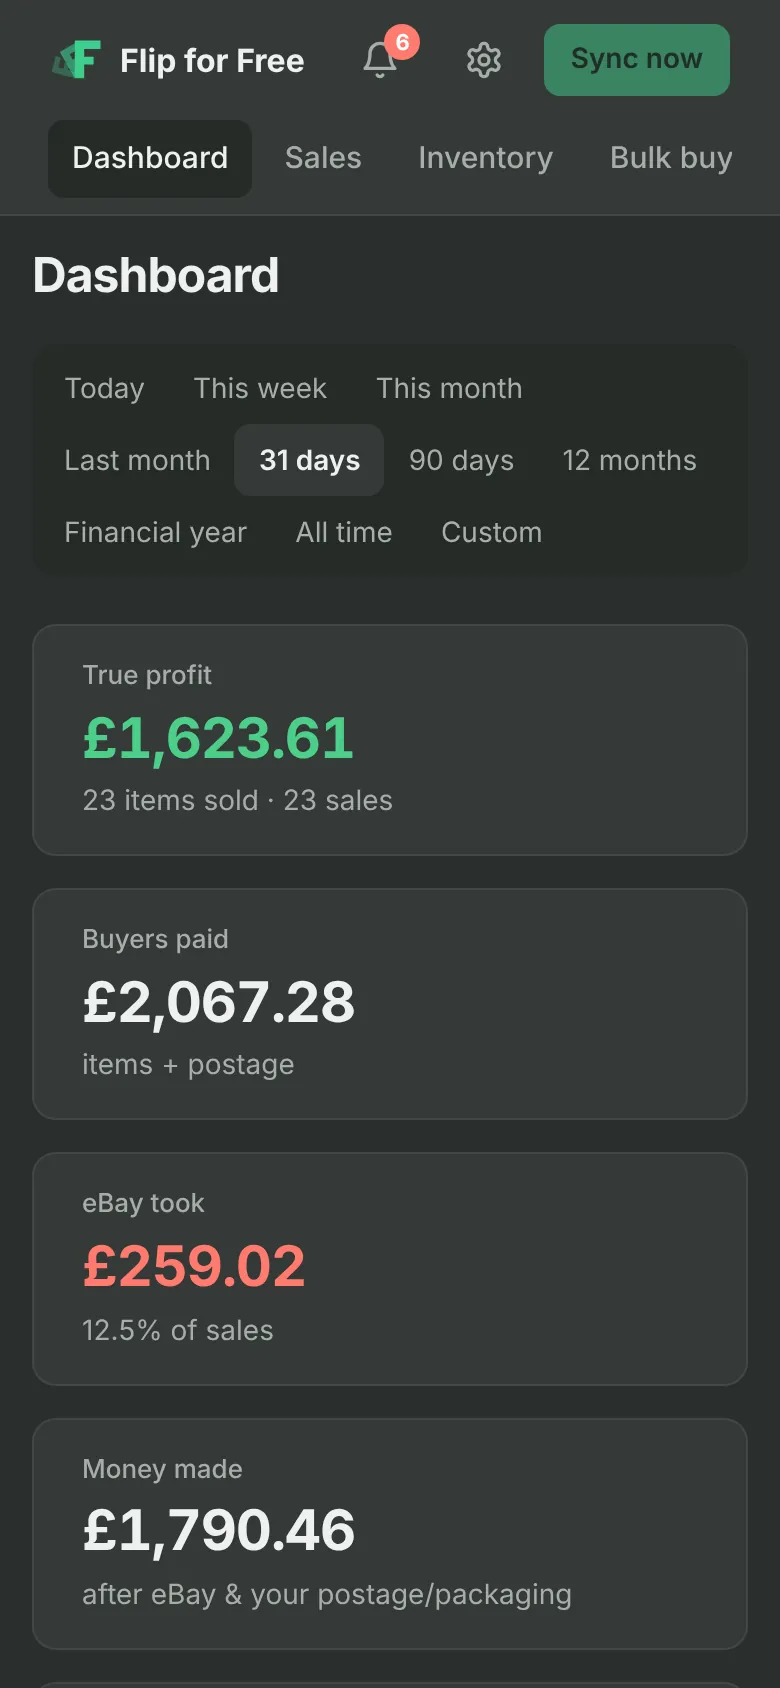 Flip for Free
6
Sync now
Dashboard Sales Inventory Bulk buy
Dashboard
Today This week This month
Last month 31 days 90 days 12 months
Financial year All time Custom
True profit
£1,623.61
23 items sold · 23 sales
Buyers paid
£2,067.28
items + postage
eBay took
£259.02
12.5% of sales
Money made
£1,790.46
after eBay & your postage/packaging